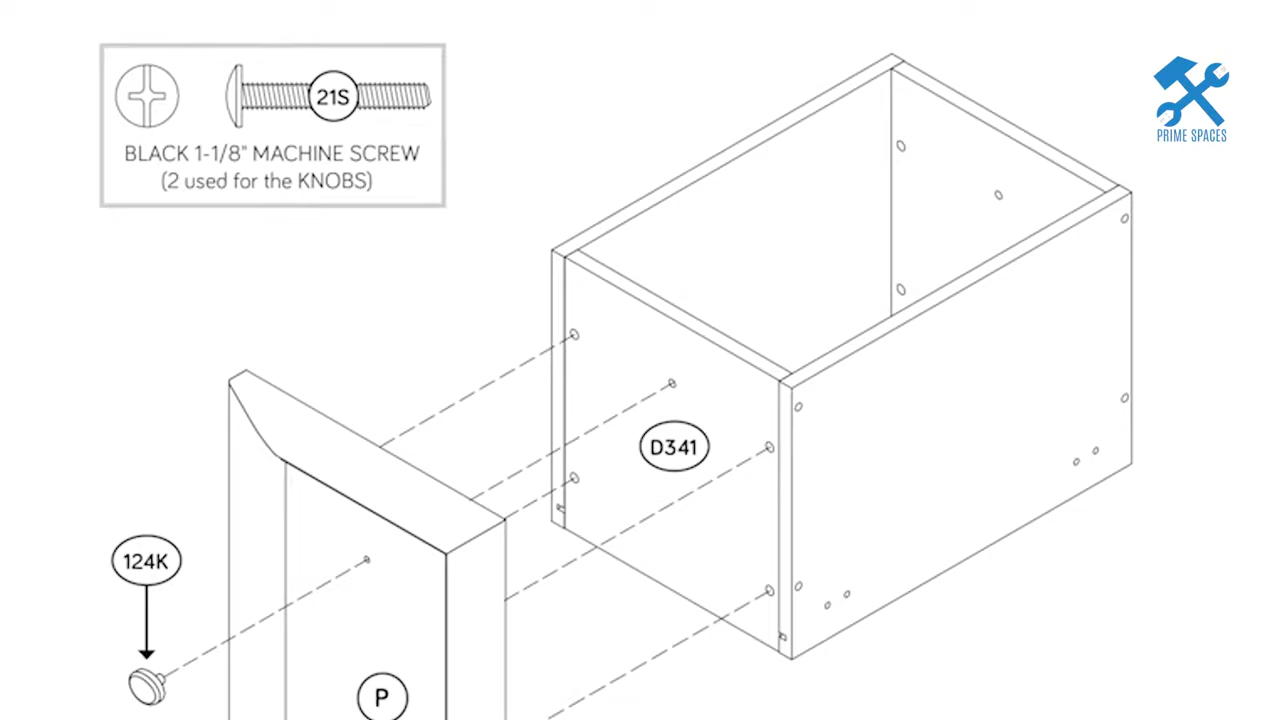 21S
BLACK 1-1/8" MACHINE SCREW
(2 used for the KNOBS)
PRIME SPACES
D341
124K
P